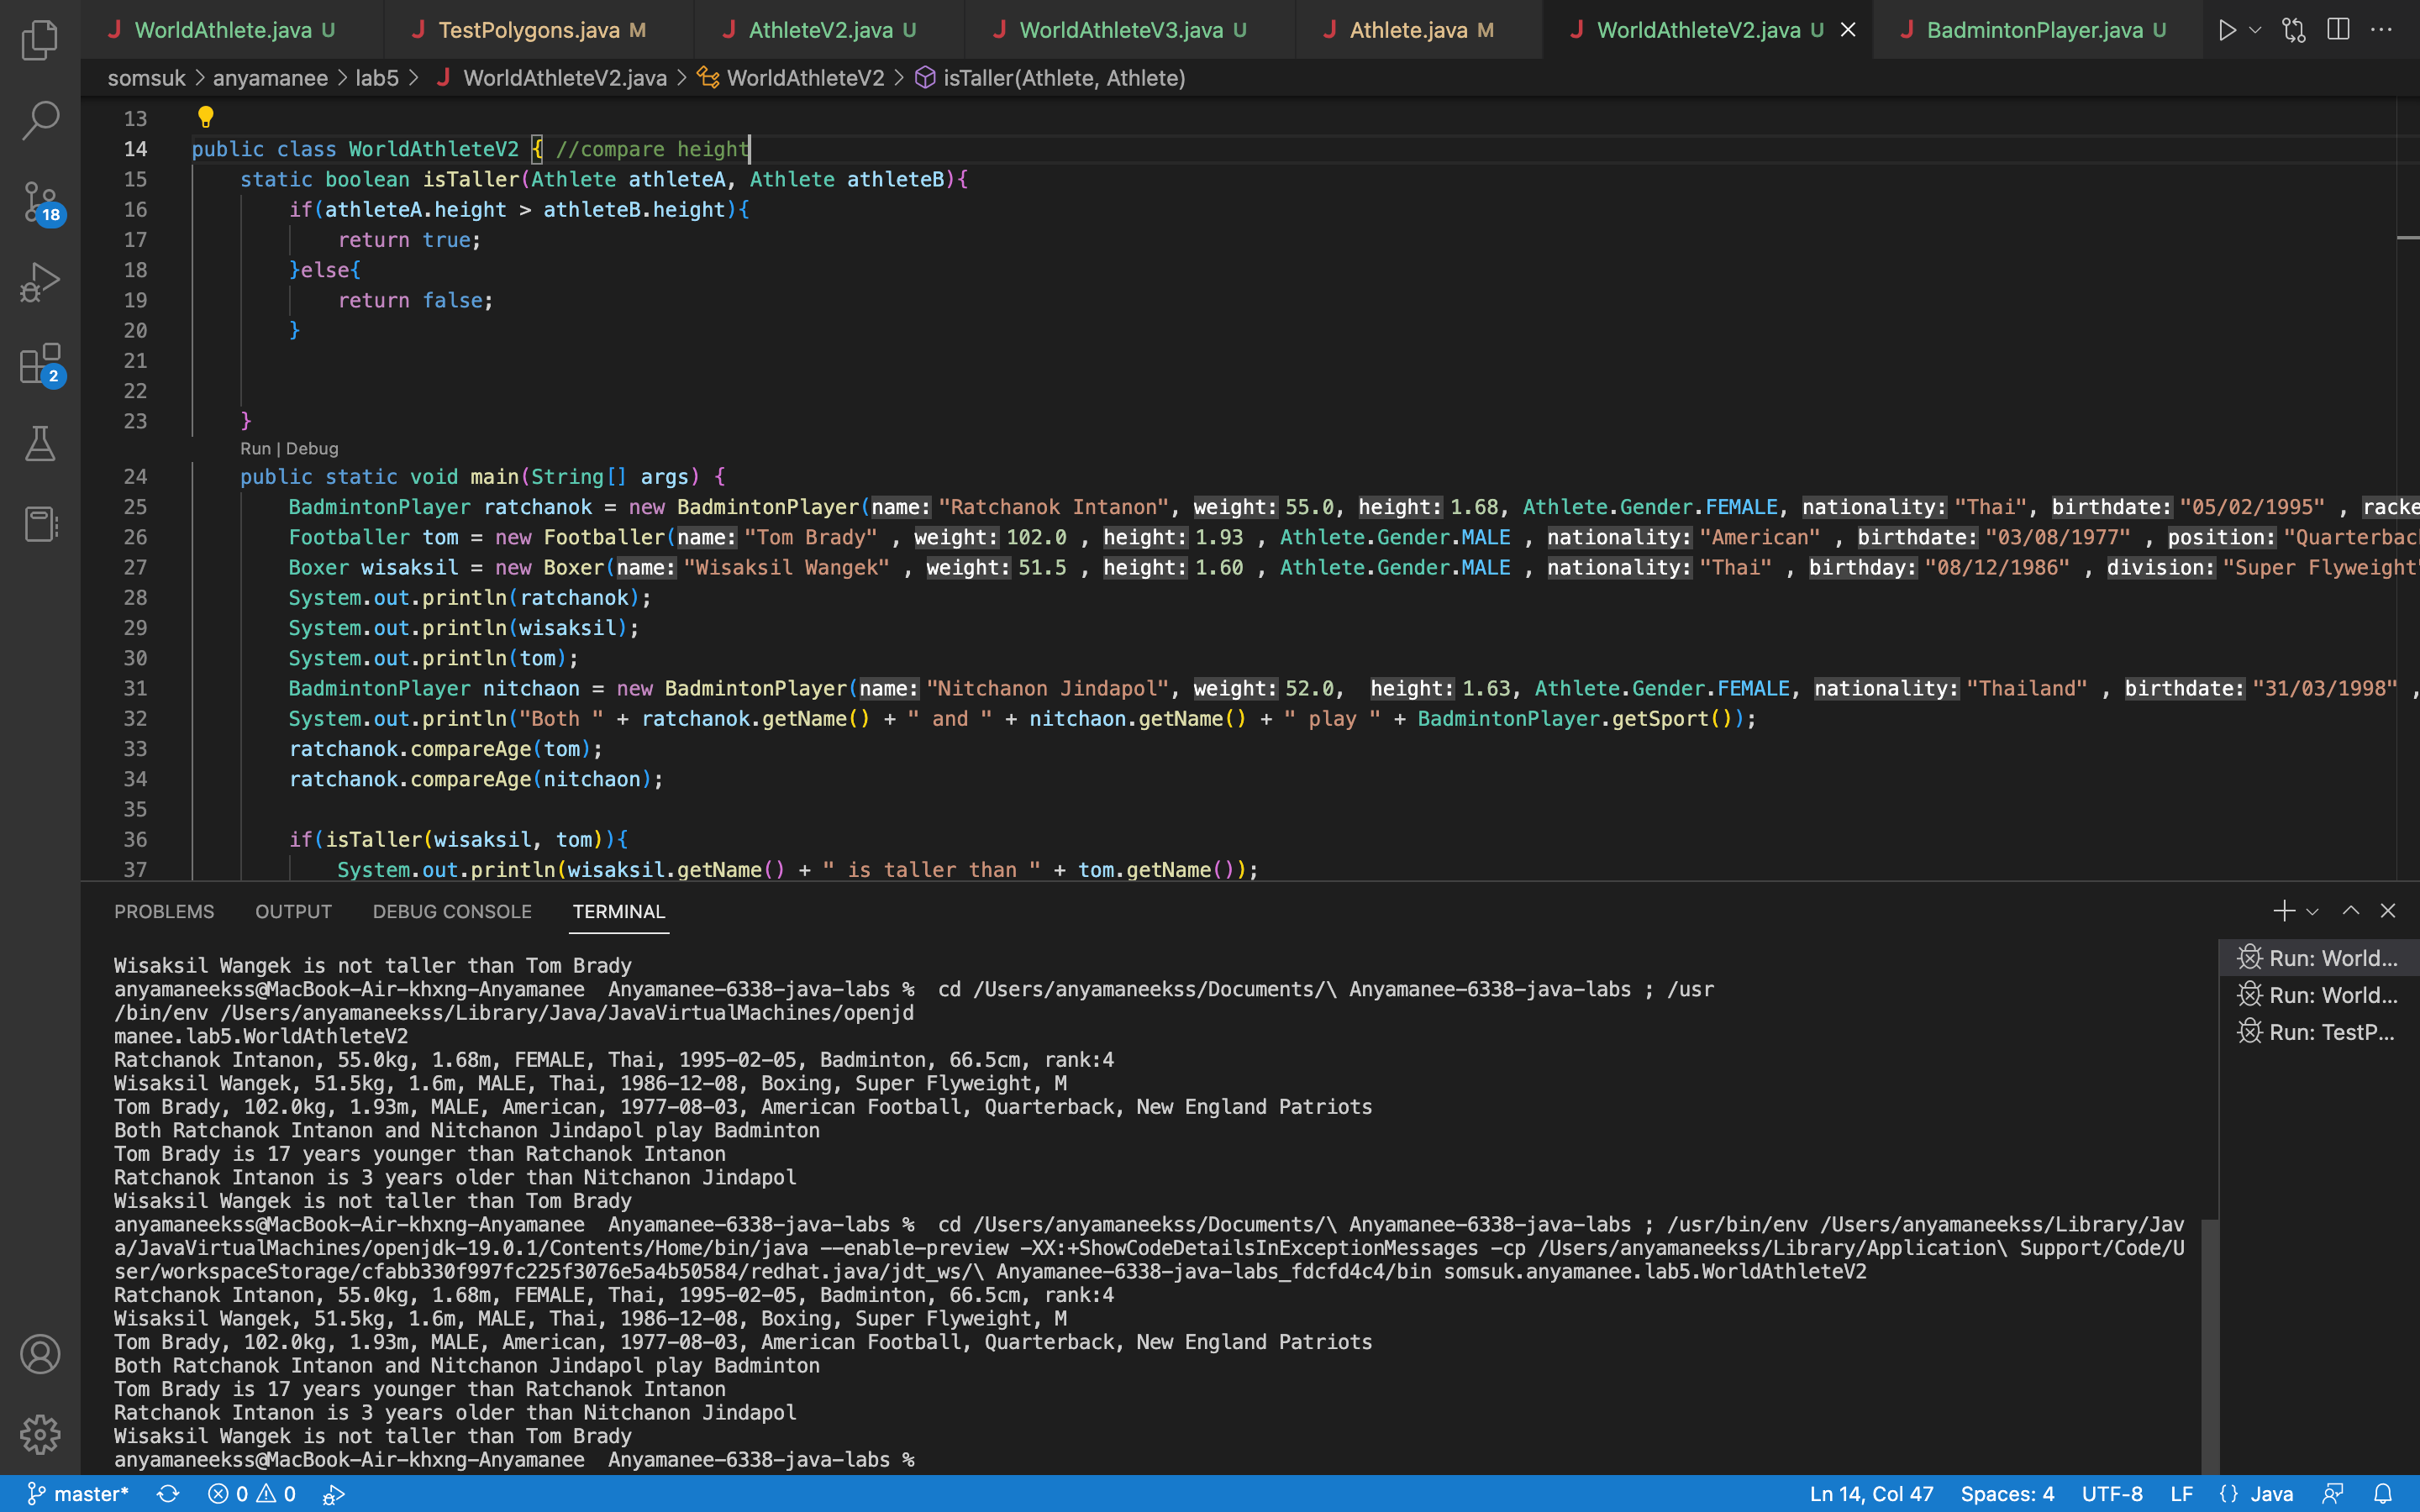 WorldAthlete.java U
TestPolygons.java M
AthleteV2.java U
WorldAthleteV3.java U
Athlete.java M
WorldAthleteV2.java U
BadmintonPlayer.java U
somsuk > anyamanee > lab5 > WorldAthleteV2.java > WorldAthleteV2 > isTaller(Athlete, Athlete)
18
2
13
14 public class WorldAthleteV2 { //compare height
15 static boolean isTaller(Athlete athleteA, Athlete athleteB){
16 if(athleteA.height > athleteB.height){
17 return true;
18 }else{
19 return false;
20 }
21
22
23 }
Run | Debug
24 public static void main(String[] args) {
25 BadmintonPlayer ratchanok = new BadmintonPlayer(name: "Ratchanok Intanon", weight: 55.0, height: 1.68, Athlete.Gender.FEMALE, nationality: "Thai", birthdate: "05/02/1995" , racke
26 Footballer tom = new Footballer(name: "Tom Brady" , weight: 102.0 , height: 1.93 , Athlete.Gender.MALE , nationality: "American" , birthdate: "03/08/1977" , position: "Quarterbac
27 Boxer wisaksil = new Boxer(name: "Wisaksil Wangek" , weight: 51.5 , height: 1.60 , Athlete.Gender.MALE , nationality: "Thai" , birthday: "08/12/1986" , division: "Super Flyweight"
28 System.out.println(ratchanok);
29 System.out.println(wisaksil);
30 System.out.println(tom);
31 BadmintonPlayer nitchaon = new BadmintonPlayer(name: "Nitchanon Jindapol", weight: 52.0, height: 1.63, Athlete.Gender.FEMALE, nationality: "Thailand" , birthdate: "31/03/1998" ,
32 System.out.println("Both " + ratchanok.getName() + " and " + nitchaon.getName() + " play " + BadmintonPlayer.getSport());
33 ratchanok.compareAge(tom);
34 ratchanok.compareAge(nitchaon);
35
36 if(isTaller(wisaksil, tom)){
37 System.out.println(wisaksil.getName() + " is taller than " + tom.getName());
PROBLEMS OUTPUT DEBUG CONSOLE TERMINAL
Run: World...
Run: World...
Run: TestP...
Wisaksil Wangek is not taller than Tom Brady
anyamaneekss@MacBook-Air-khxng-Anyamanee  Anyamanee-6338-java-labs %  cd /Users/anyamaneekss/Documents/\ Anyamanee-6338-java-labs ; /usr
/bin/env /Users/anyamaneekss/Library/Java/JavaVirtualMachines/openjd
manee.lab5.WorldAthleteV2
Ratchanok Intanon, 55.0kg, 1.68m, FEMALE, Thai, 1995-02-05, Badminton, 66.5cm, rank:4
Wisaksil Wangek, 51.5kg, 1.6m, MALE, Thai, 1986-12-08, Boxing, Super Flyweight, M
Tom Brady, 102.0kg, 1.93m, MALE, American, 1977-08-03, American Football, Quarterback, New England Patriots
Both Ratchanok Intanon and Nitchanon Jindapol play Badminton
Tom Brady is 17 years younger than Ratchanok Intanon
Ratchanok Intanon is 3 years older than Nitchanon Jindapol
Wisaksil Wangek is not taller than Tom Brady
anyamaneekss@MacBook-Air-khxng-Anyamanee  Anyamanee-6338-java-labs %  cd /Users/anyamaneekss/Documents/\ Anyamanee-6338-java-labs ; /usr/bin/env /Users/anyamaneekss/Library/Jav
a/JavaVirtualMachines/openjdk-19.0.1/Contents/Home/bin/java --enable-preview -XX:+ShowCodeDetailsInExceptionMessages -cp /Users/anyamaneekss/Library/Application\ Support/Code/U
ser/workspaceStorage/cfabb330f997fc225f3076e5a4b50584/redhat.java/jdt_ws/\ Anyamanee-6338-java-labs_fdcfd4c4/bin somsuk.anyamanee.lab5.WorldAthleteV2
Ratchanok Intanon, 55.0kg, 1.68m, FEMALE, Thai, 1995-02-05, Badminton, 66.5cm, rank:4
Wisaksil Wangek, 51.5kg, 1.6m, MALE, Thai, 1986-12-08, Boxing, Super Flyweight, M
Tom Brady, 102.0kg, 1.93m, MALE, American, 1977-08-03, American Football, Quarterback, New England Patriots
Both Ratchanok Intanon and Nitchanon Jindapol play Badminton
Tom Brady is 17 years younger than Ratchanok Intanon
Ratchanok Intanon is 3 years older than Nitchanon Jindapol
Wisaksil Wangek is not taller than Tom Brady
anyamaneekss@MacBook-Air-khxng-Anyamanee  Anyamanee-6338-java-labs %
master* 0 0 Ln 14, Col 47 Spaces: 4 UTF-8 LF {} Java